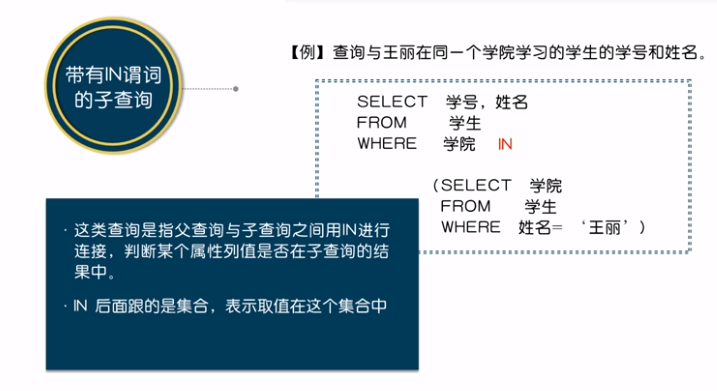 带有IN谓词
的子查询
【例】查询与王丽在同一个学院学习的学生的学号和姓名。
SELECT 学号，姓名
FROM 学生
WHERE 学院 IN
（SELECT 学院
FROM 学生
WHERE 姓名= ‘王丽’）
· 这类查询是指父查询与子查询之间用IN进行
连接，判断某个属性列值是否在子查询的结
果中。
· IN 后面跟的是集合，表示取值在这个集合中